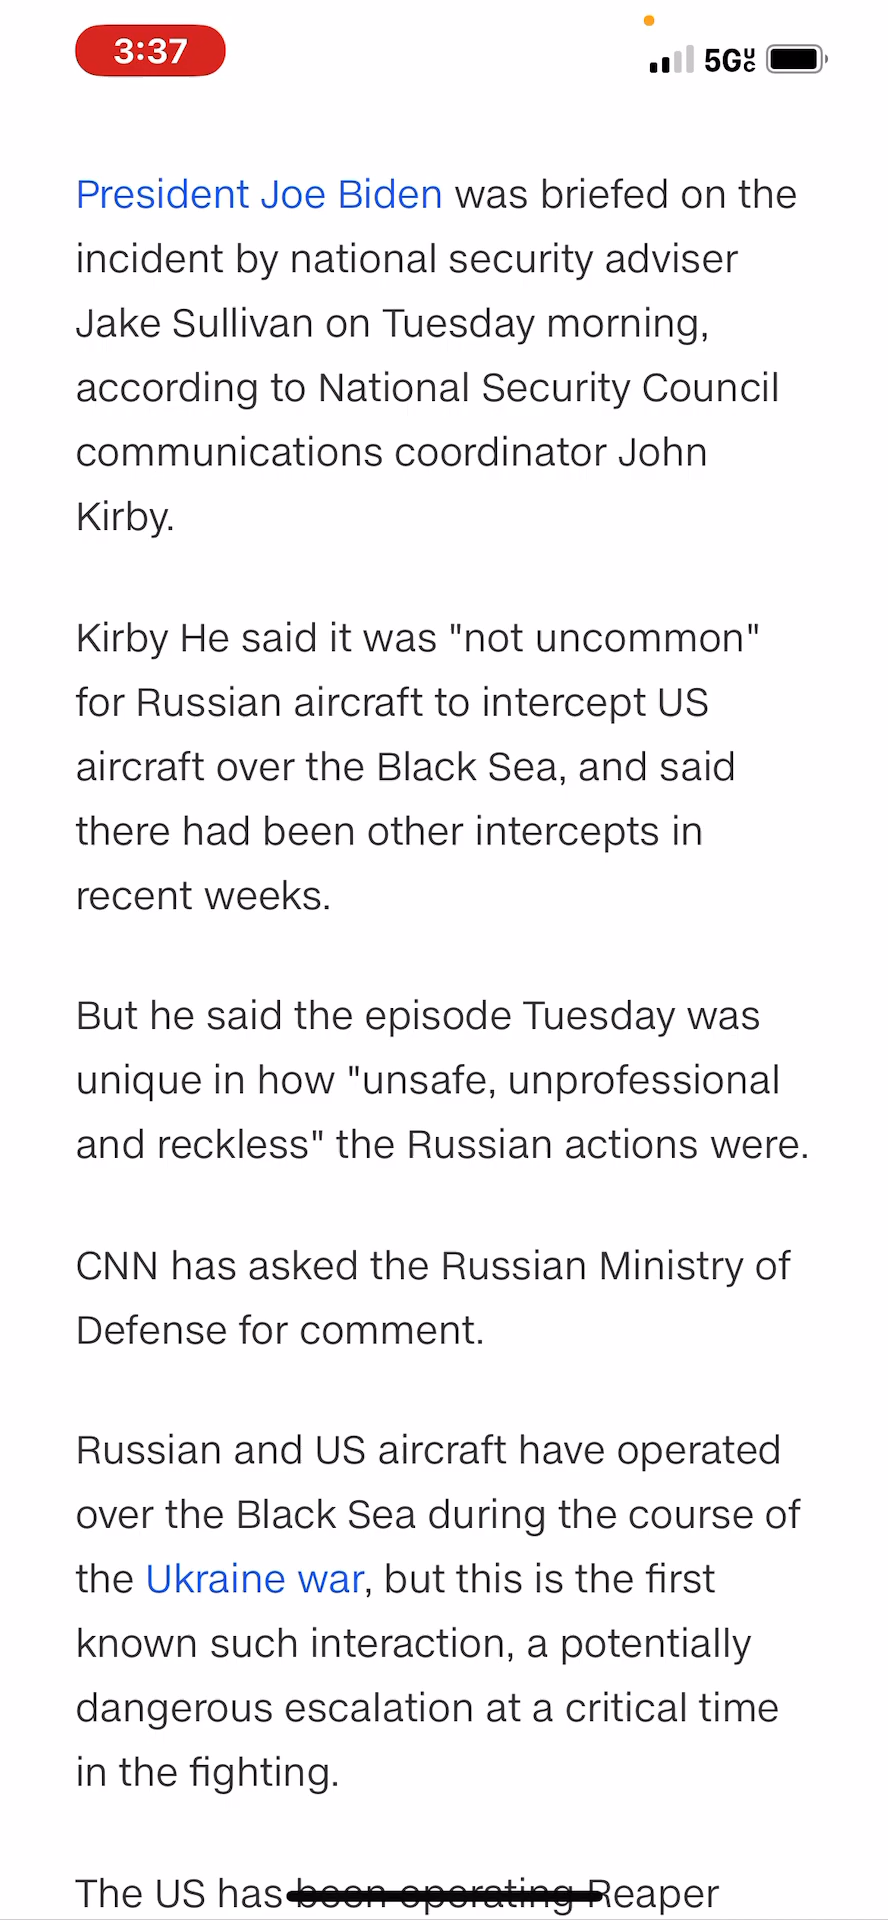 3:37
5GUC
President Joe Biden was briefed on the
incident by national security adviser
Jake Sullivan on Tuesday morning,
according to National Security Council
communications coordinator John
Kirby.
Kirby He said it was "not uncommon"
for Russian aircraft to intercept US
aircraft over the Black Sea, and said
there had been other intercepts in
recent weeks.
But he said the episode Tuesday was
unique in how "unsafe, unprofessional
and reckless" the Russian actions were.
CNN has asked the Russian Ministry of
Defense for comment.
Russian and US aircraft have operated
over the Black Sea during the course of
the Ukraine war, but this is the first
known such interaction, a potentially
dangerous escalation at a critical time
in the fighting.
The US has been operating Reaper